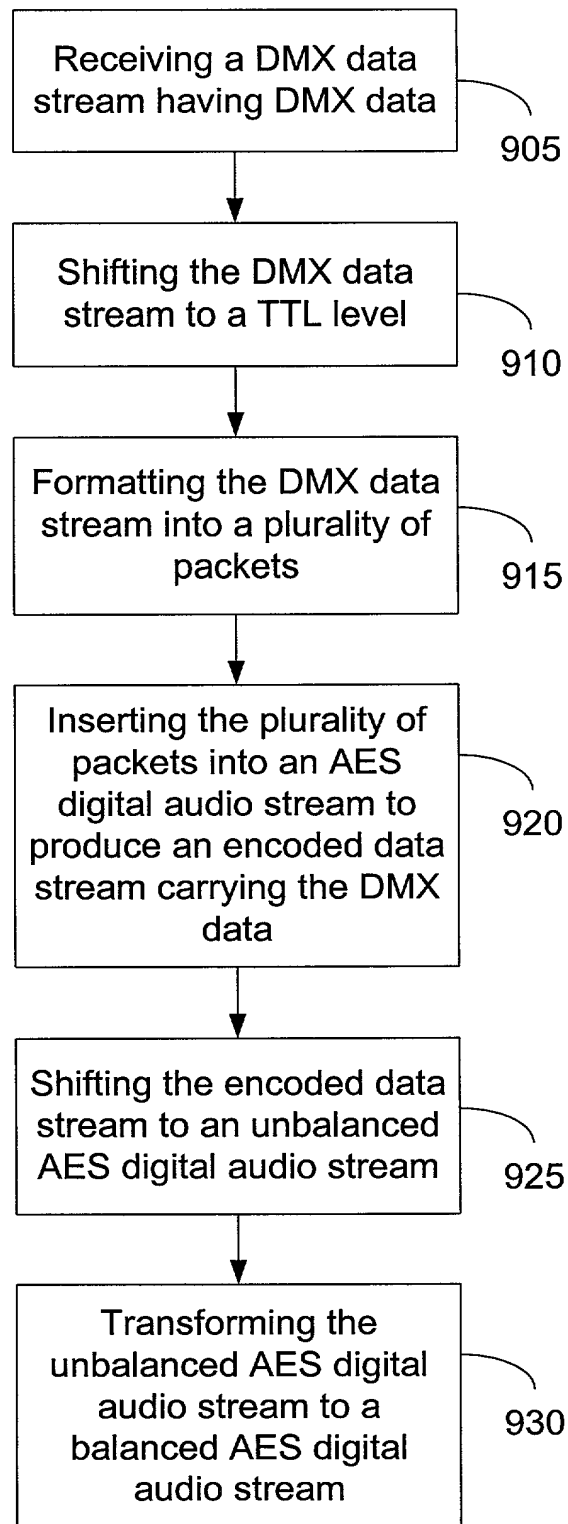 Receiving a DMX data
stream having DMX data
905
Shifting the DMX data
stream to a TTL level
910
Formatting the DMX data
stream into a plurality of
packets
915
Inserting the plurality of
packets into an AES
digital audio stream to
produce an encoded data
stream carrying the DMX
data
920
Shifting the encoded data
stream to an unbalanced
AES digital audio stream
925
Transforming the
unbalanced AES digital
audio stream to a
balanced AES digital
audio stream
930